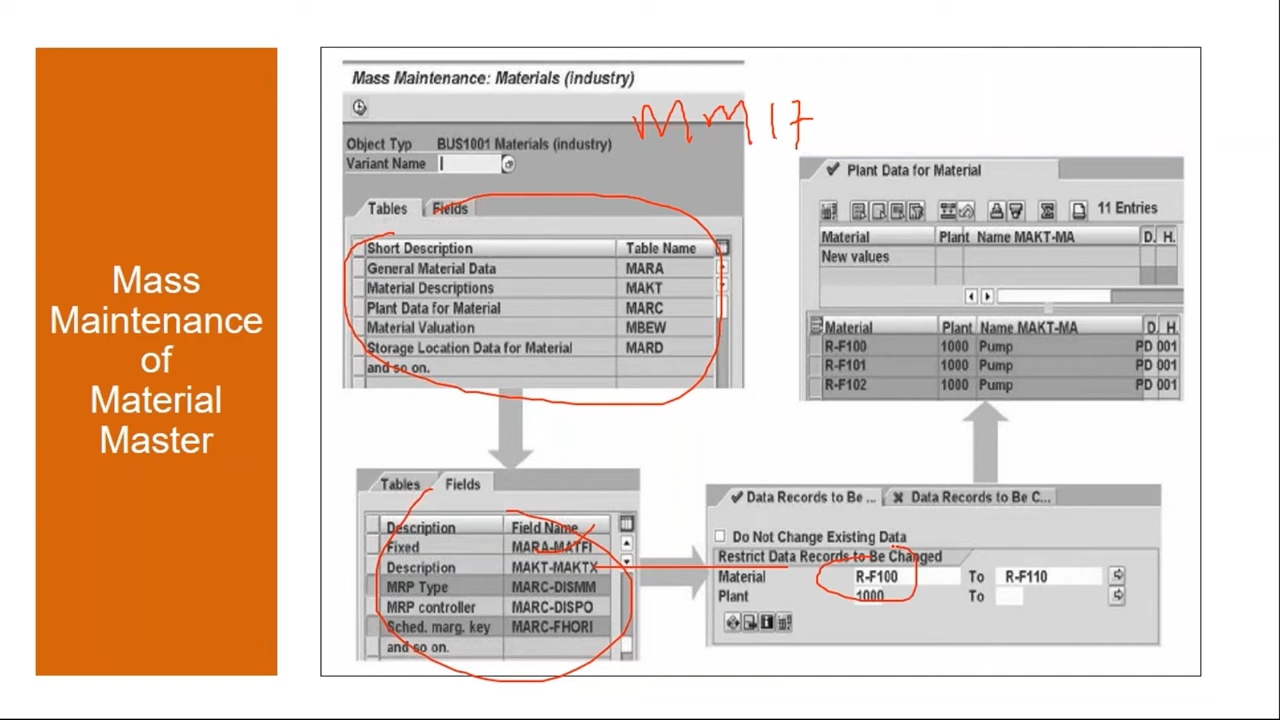 Mass
Maintenance
of
Material
Master
Mass Maintenance: Materials (industry)
MM17
Object Typ BUS1001 Materials (industry)
Variant Name
Tables Fields
Short Description Table Name
General Material Data MARA
Material Descriptions MAKT
Plant Data for Material MARC
Material Valuation MBEW
Storage Location Data for Material MARD
and so on.
Tables Fields
Description Field Name
Fixed MARA-MATFI
Description MAKT-MAKTX
MRP Type MARC-DISMM
MRP controller MARC-DISPO
Sched. marg. key MARC-FHORI
and so on.
Data Records to Be ... Data Records to Be C...
Do Not Change Existing Data
Restrict Data Records to Be Changed
Material R-F100 To R-F110
Plant 1000 To
Plant Data for Material
11 Entries
Material Plant Name MAKT-MA D. H.
New values
Material Plant Name MAKT-MA D. H.
R-F100 1000 Pump PD 001
R-F101 1000 Pump PD 001
R-F102 1000 Pump PD 001